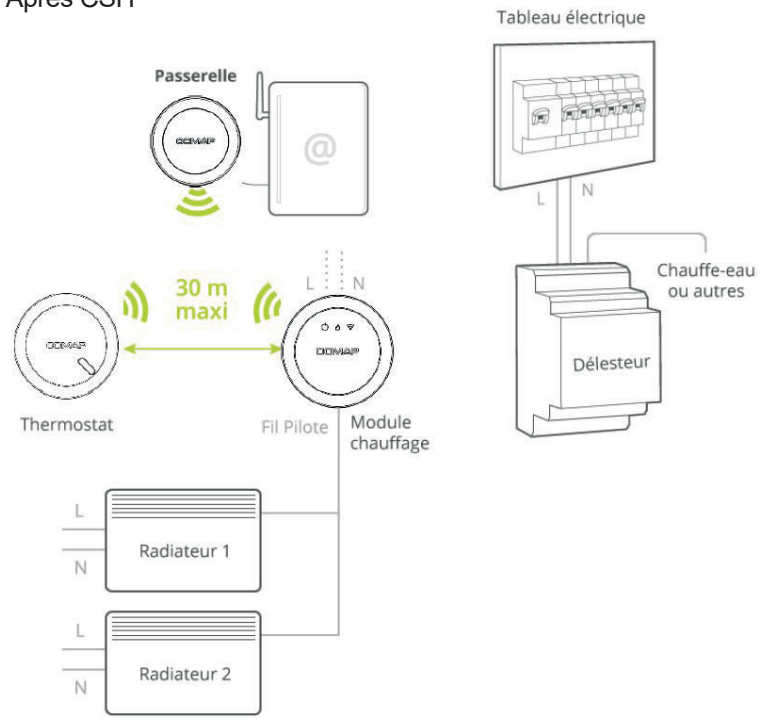 Après CSH
Tableau électrique
Passerelle
COMAP
@
L N
Chauffe-eau
ou autres
Délesteur
L N
30 m
maxi
COMAP
COMAP
Thermostat
Fil Pilote
Module
chauffage
L
Radiateur 1
N
L
Radiateur 2
N